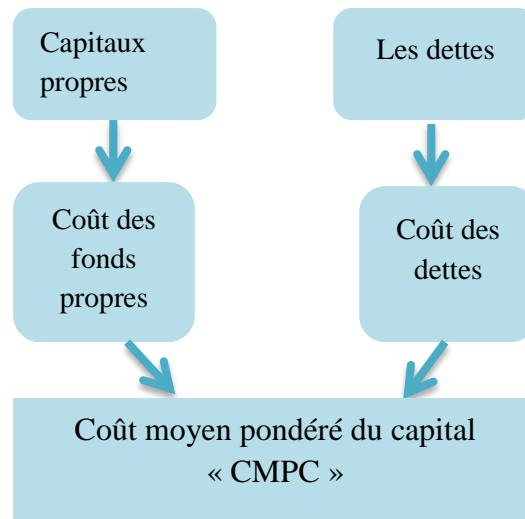 Capitaux
propres
Les dettes
Coût des
fonds
propres
Coût des
dettes
Coût moyen pondéré du capital
« CMPC »